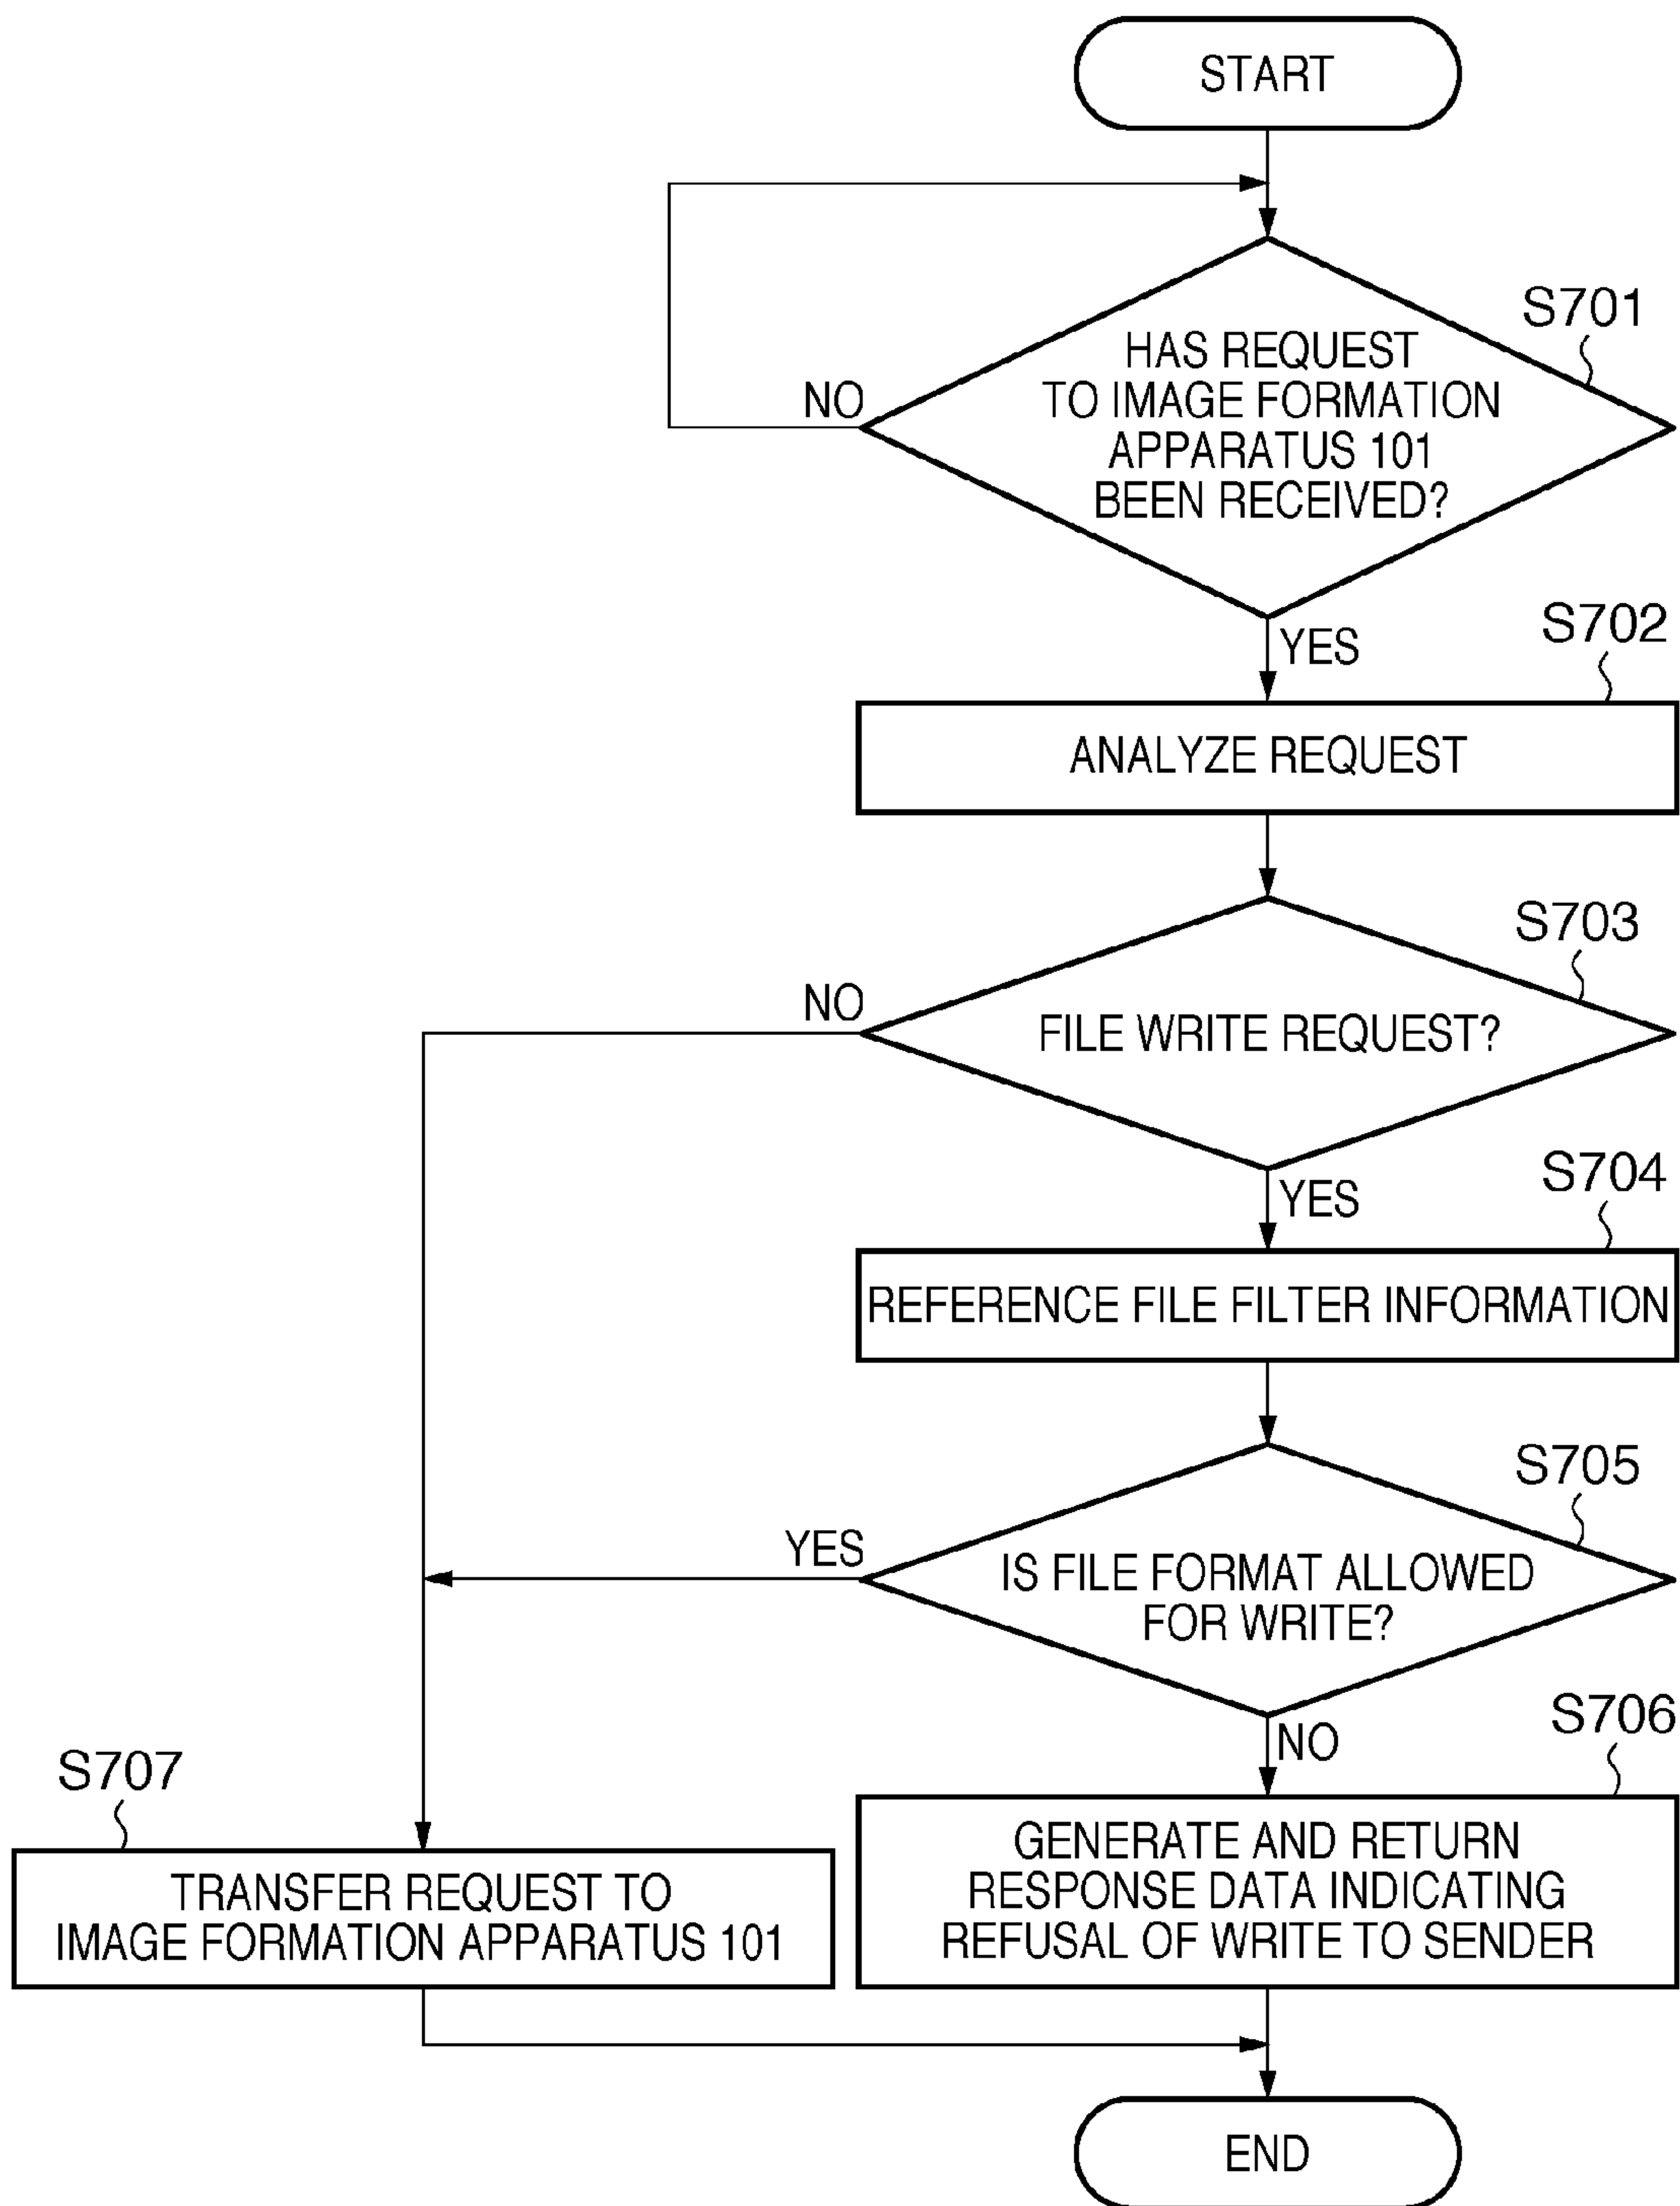 START
S701
HAS REQUEST
TO IMAGE FORMATION
APPARATUS 101
BEEN RECEIVED?
NO
YES
S702
ANALYZE REQUEST
S703
NO
FILE WRITE REQUEST?
YES
S704
REFERENCE FILE FILTER INFORMATION
S705
YES
IS FILE FORMAT ALLOWED
FOR WRITE?
NO
S706
GENERATE AND RETURN
RESPONSE DATA INDICATING
REFUSAL OF WRITE TO SENDER
S707
TRANSFER REQUEST TO
IMAGE FORMATION APPARATUS 101
END